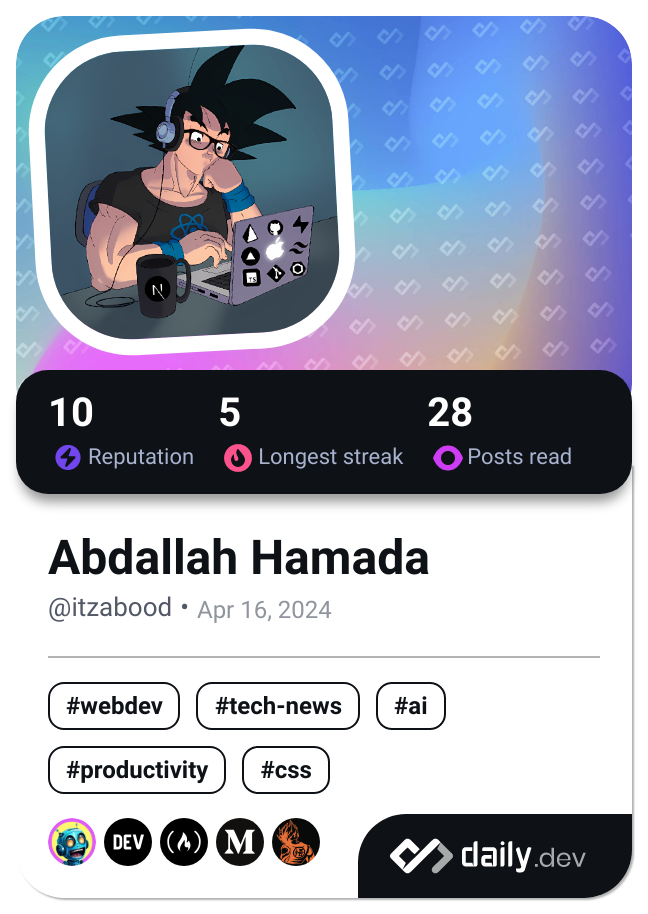 N
TS
10 5 28
Reputation Longest streak Posts read
Abdallah Hamada
@itzabood • Apr 16, 2024
#webdev #tech-news #ai
#productivity #css
DEV M
daily.dev